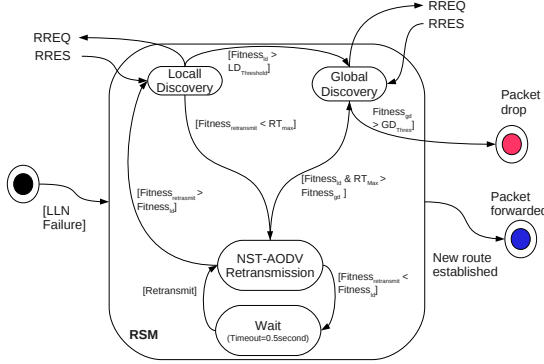 RREQ
RRES
RREQ
RRES
[Fitness_ld >
LD_Threshold]
Locall
Discovery
Global
Discovery
Packet
drop
Fitness_gd
> GD_Thres]
[Fitness_retransmit < RT_max]
[LLN
Failure]
[Fitness_retrasmit >
Fitness_ld]
[Fitness_ld & RT_Max >
Fitness_gd ]
Packet
forwarded
NST-AODV
Retransmission
New route
established
[Retransmit]
[Fitness_retransmit <
Fitness_ld]
Wait
(Timeout=0.5second)
RSM